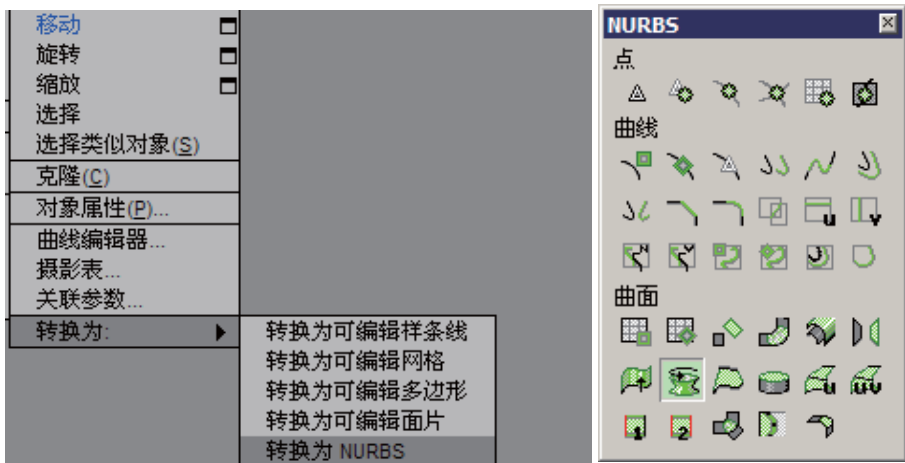 移动
旋转
缩放
选择
选择类似对象(S)
克隆(C)
对象属性(P)...
曲线编辑器...
摄影表...
关联参数...
转换为:
转换为可编辑样条线
转换为可编辑网格
转换为可编辑多边形
转换为可编辑面片
转换为 NURBS
NURBS
点
曲线
曲面